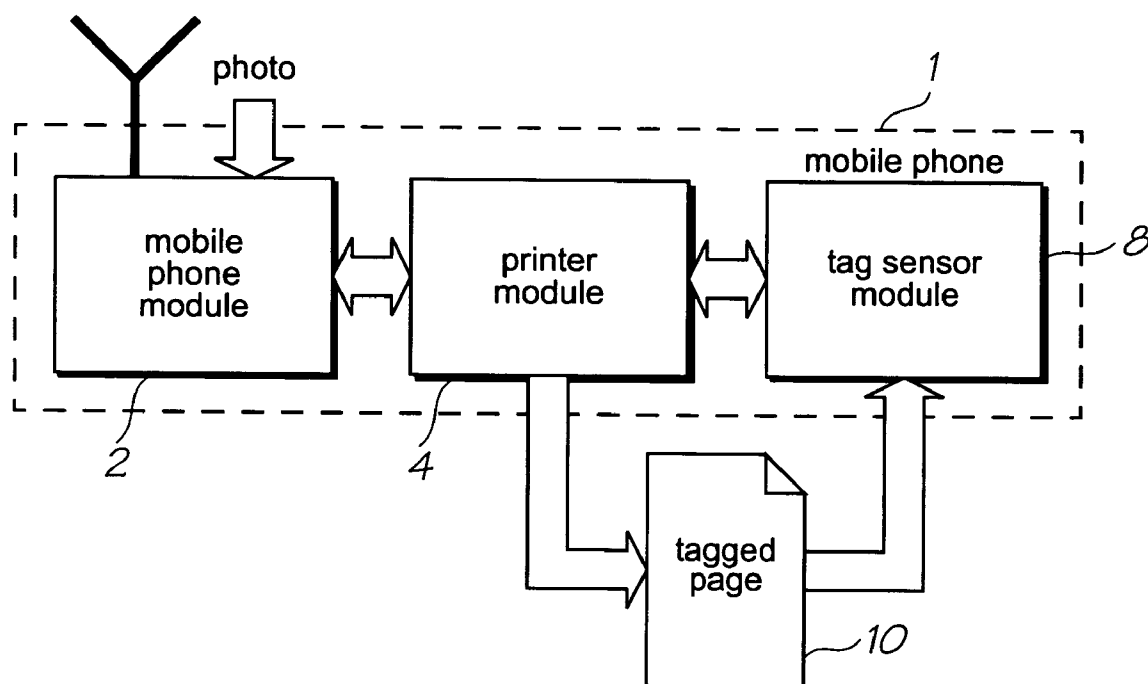 photo
1
mobile phone
mobile
phone
module
printer
module
tag sensor
module
8
2
4
tagged
page
10